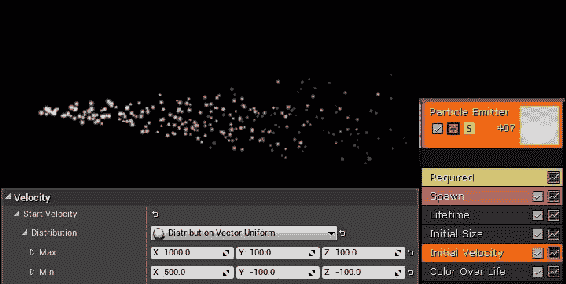 Particle Emitter
S
Required
Velocity
Spawn
Start Velocity
Lifetime
Distribution Distribution Vector Uniform
Initial Size
Max X 1000.0 Y 100.0 Z 100.0
Initial Velocity
Min X 500.0 Y -100.0 Z -100.0
Color Over Life